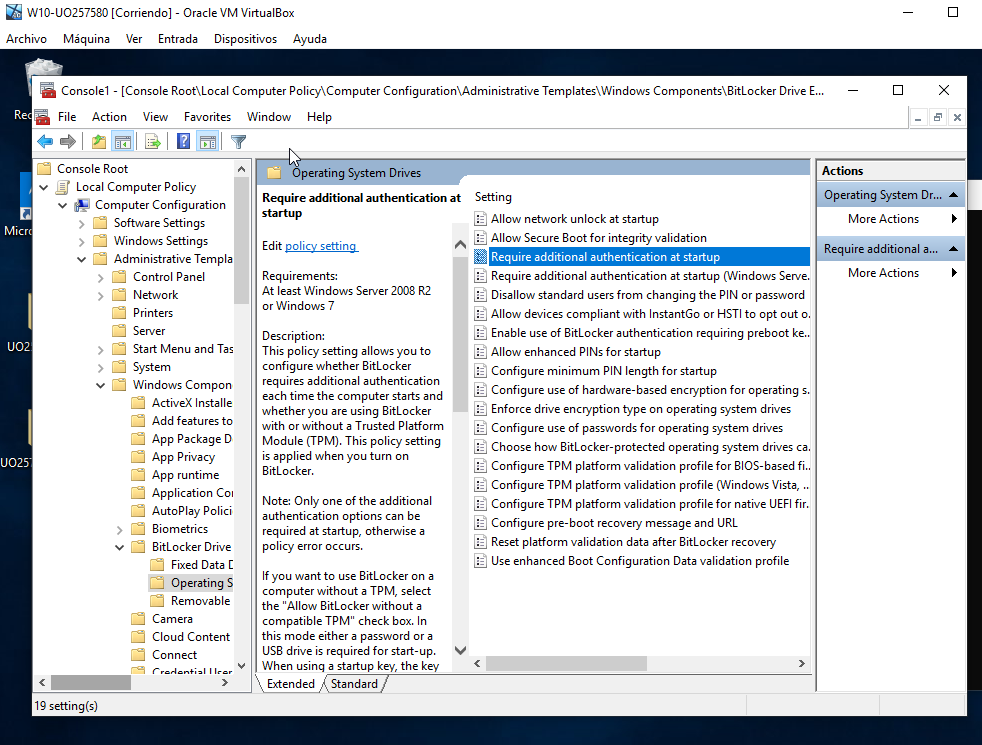 W10-UO257580 [Corriendo] - Oracle VM VirtualBox
Archivo Máquina Ver Entrada Dispositivos Ayuda
Console1 - [Console Root\Local Computer Policy\Computer Configuration\Administrative Templates\Windows Components\BitLocker Drive E...
File Action View Favorites Window Help
Rec
Micro
UO25
UO257
Console Root
Local Computer Policy
Computer Configuration
Software Settings
Windows Settings
Administrative Templa
Control Panel
Network
Printers
Server
Start Menu and Tas
System
Windows Compon
ActiveX Installe
Add features to
App Package D
App Privacy
App runtime
Application Co
AutoPlay Polici
Biometrics
BitLocker Drive
Fixed Data D
Operating S
Removable
Camera
Cloud Content
Connect
Credential User
Operating System Drives
Require additional authentication at
startup
Edit policy setting
Requirements:
At least Windows Server 2008 R2
or Windows 7
Description:
This policy setting allows you to
configure whether BitLocker
requires additional authentication
each time the computer starts and
whether you are using BitLocker
with or without a Trusted Platform
Module (TPM). This policy setting
is applied when you turn on
BitLocker.
Note: Only one of the additional
authentication options can be
required at startup, otherwise a
policy error occurs.
If you want to use BitLocker on a
computer without a TPM, select
the "Allow BitLocker without a
compatible TPM" check box. In
this mode either a password or a
USB drive is required for start-up.
When using a startup key, the key
Setting
Allow network unlock at startup
Allow Secure Boot for integrity validation
Require additional authentication at startup
Require additional authentication at startup (Windows Serve...
Disallow standard users from changing the PIN or password
Allow devices compliant with InstantGo or HSTI to opt out o...
Enable use of BitLocker authentication requiring preboot ke...
Allow enhanced PINs for startup
Configure minimum PIN length for startup
Configure use of hardware-based encryption for operating s...
Enforce drive encryption type on operating system drives
Configure use of passwords for operating system drives
Choose how BitLocker-protected operating system drives ca...
Configure TPM platform validation profile for BIOS-based fi...
Configure TPM platform validation profile (Windows Vista, ...
Configure TPM platform validation profile for native UEFI fir...
Configure pre-boot recovery message and URL
Reset platform validation data after BitLocker recovery
Use enhanced Boot Configuration Data validation profile
Extended Standard
Actions
Operating System Dr...
More Actions
Require additional a...
More Actions
19 setting(s)